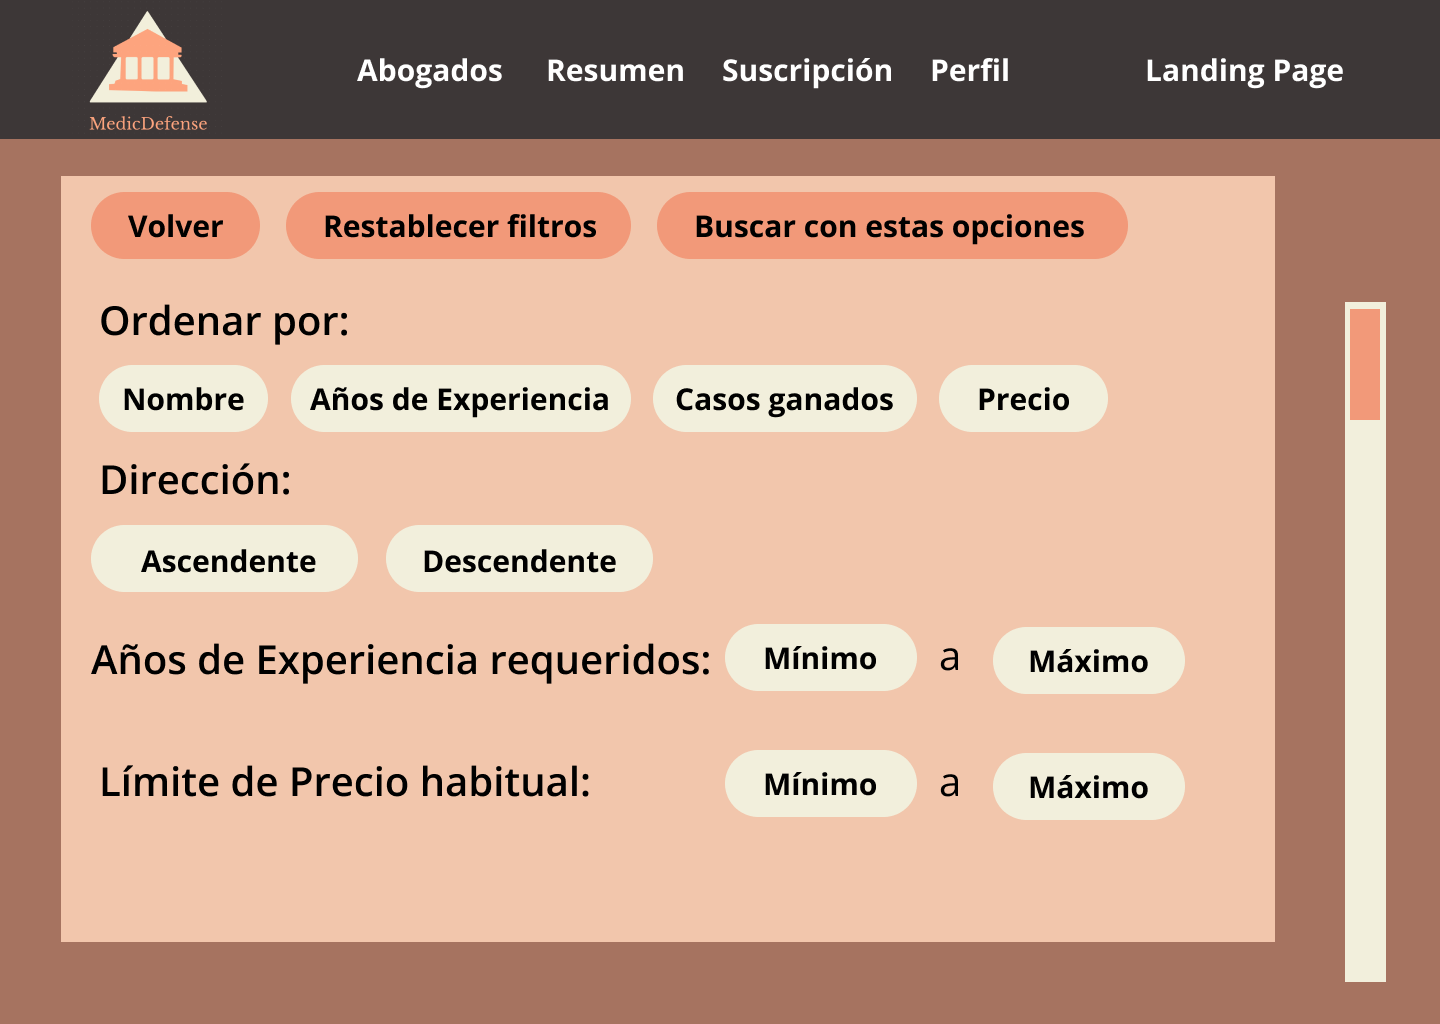 Abogados Resumen Suscripción Perfil Landing Page
MedicDefense
Volver Restablecer filtros Buscar con estas opciones
Ordenar por:
Nombre Años de Experiencia Casos ganados Precio
Dirección:
Ascendente Descendente
Años de Experiencia requeridos: Mínimo a Máximo
Límite de Precio habitual: Mínimo a Máximo